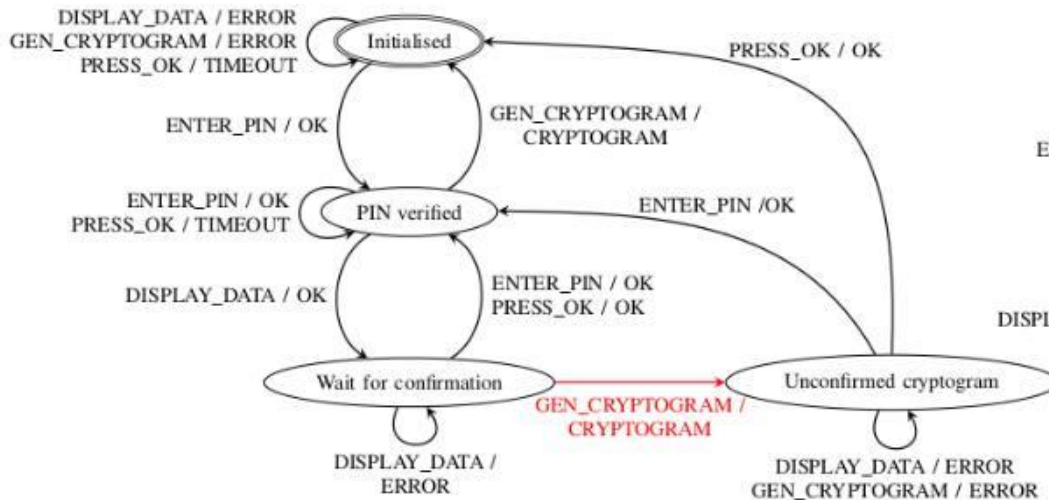 DISPLAY_DATA / ERROR
GEN_CRYPTOGRAM / ERROR
PRESS_OK / TIMEOUT
Initialised
PRESS_OK / OK
ENTER_PIN / OK
GEN_CRYPTOGRAM /
CRYPTOGRAM
E
ENTER_PIN / OK
PRESS_OK / TIMEOUT
PIN verified
ENTER_PIN /OK
DISPLAY_DATA / OK
ENTER_PIN / OK
PRESS_OK / OK
DISPL
Wait for confirmation
Unconfirmed cryptogram
GEN_CRYPTOGRAM /
CRYPTOGRAM
DISPLAY_DATA /
ERROR
DISPLAY_DATA / ERROR
GEN_CRYPTOGRAM / ERROR